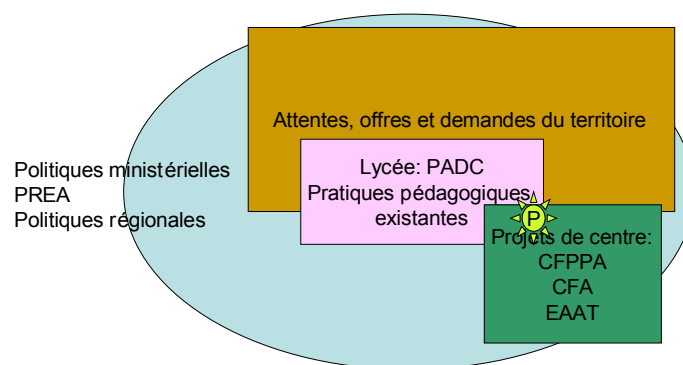 Attentes, offres et demandes du territoire
Politiques ministérielles
PREA
Politiques régionales
Lycée: PADC
Pratiques pédagogiques
existantes
P
Projets de centre:
CFPPA
CFA
EAAT